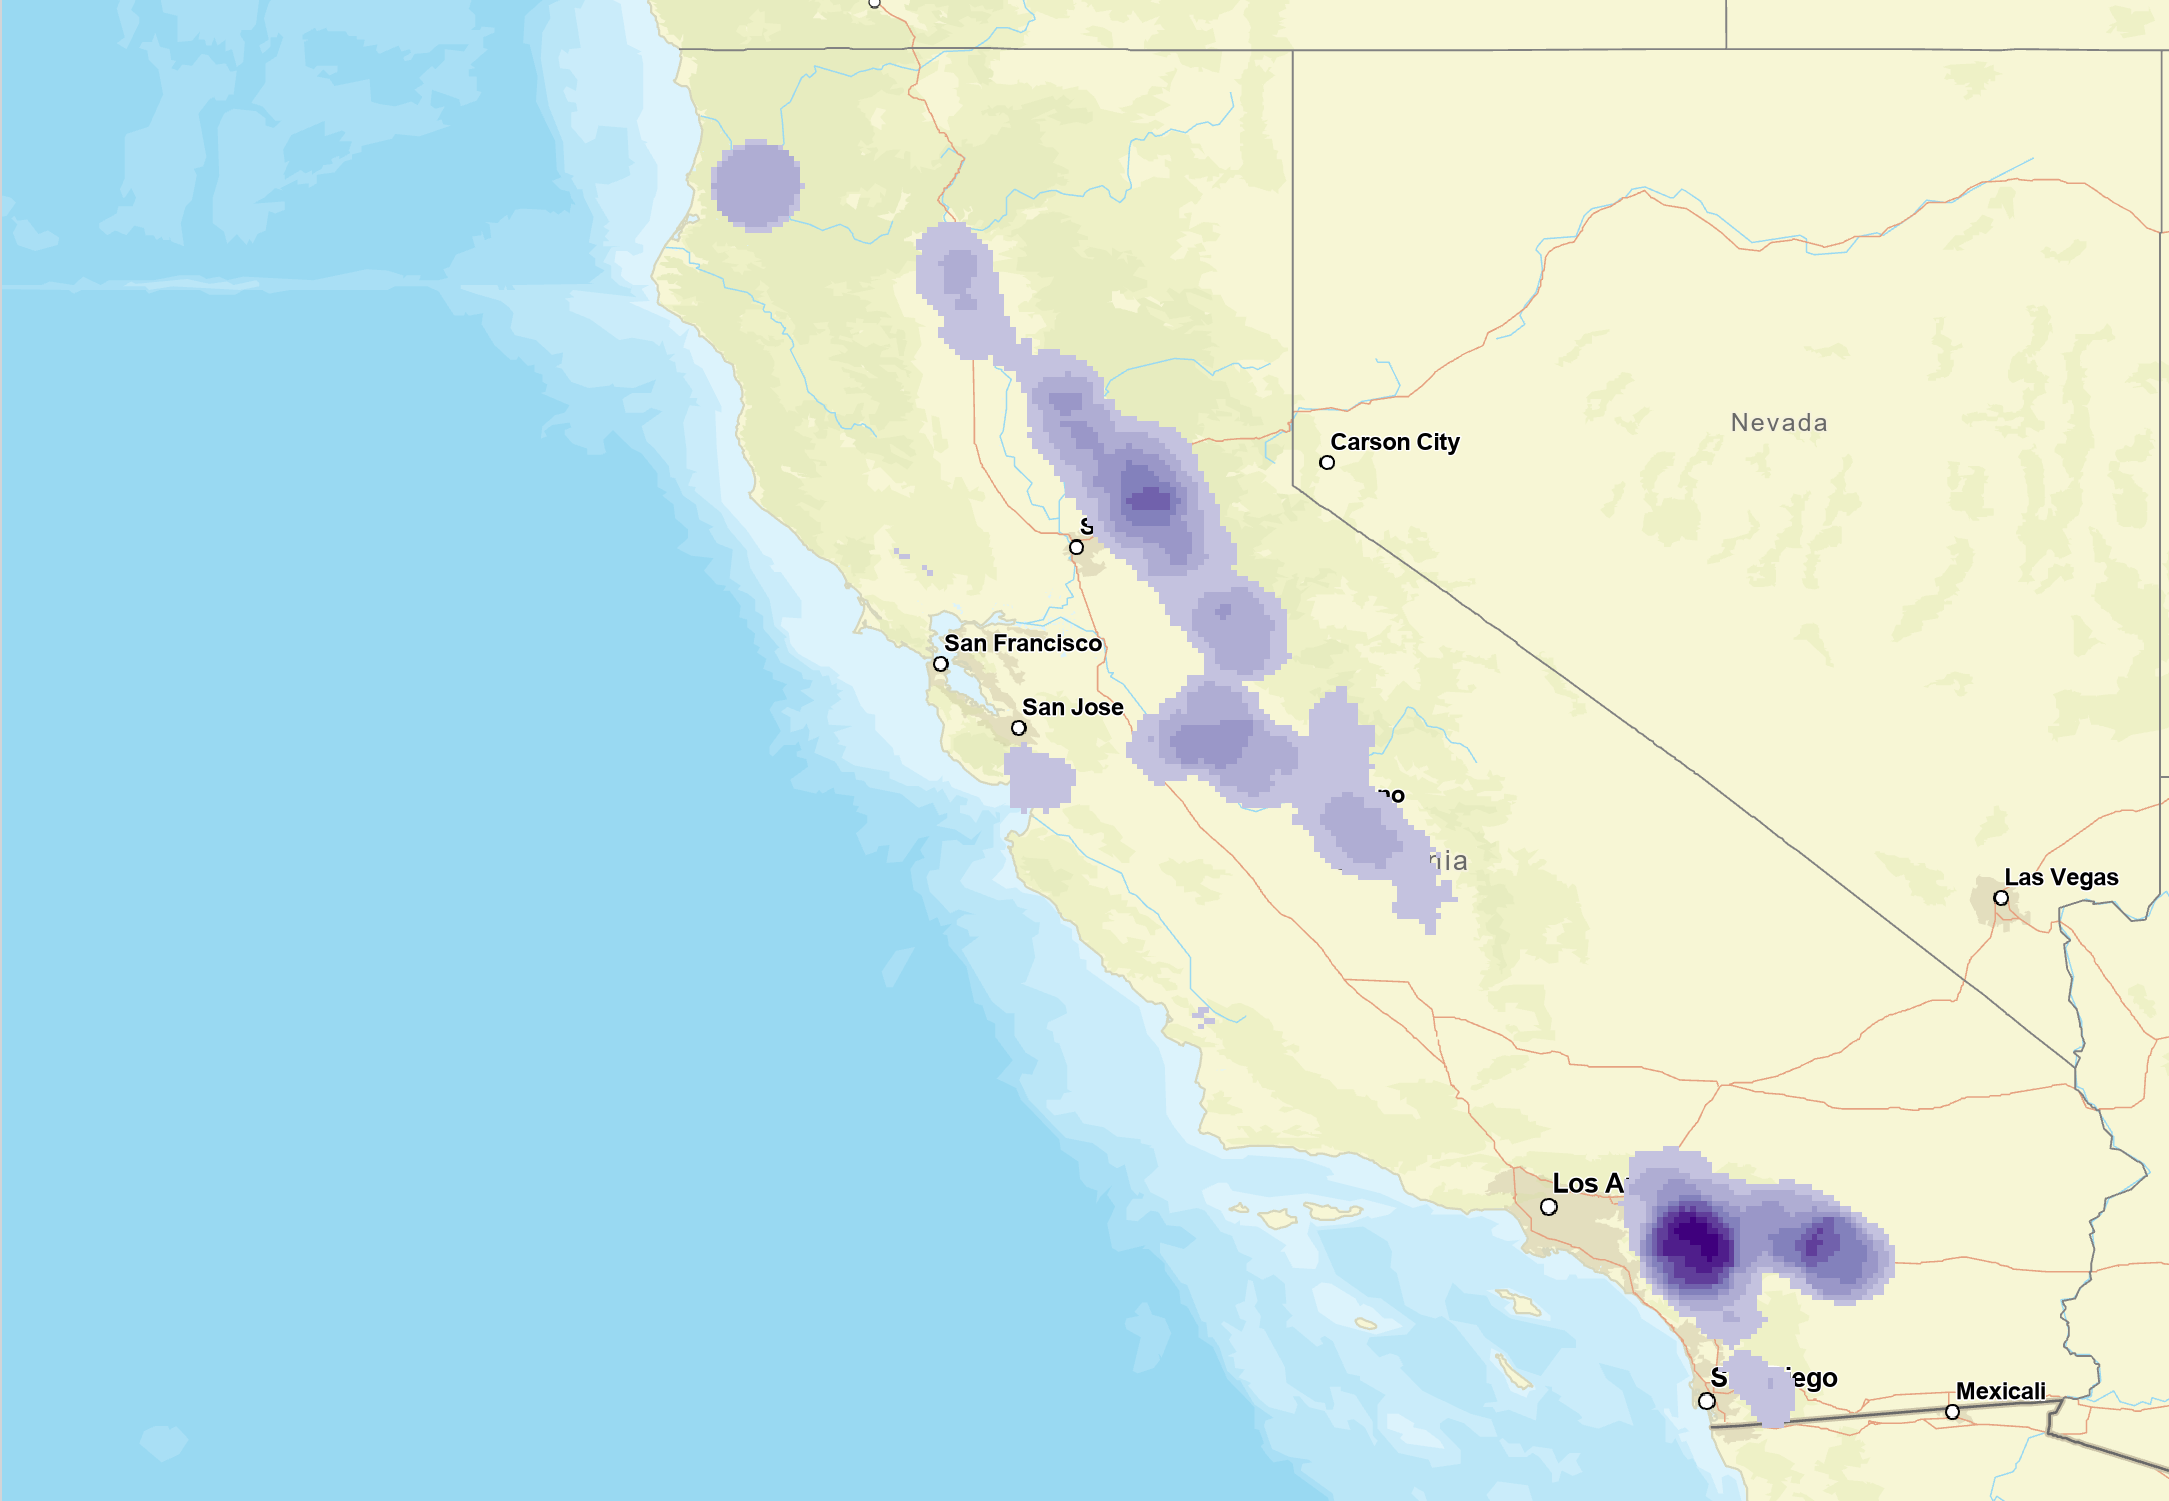 Nevada
Carson City
S
San Francisco
San Jose
no
nia
Las Vegas
Los A
S iego
Mexicali